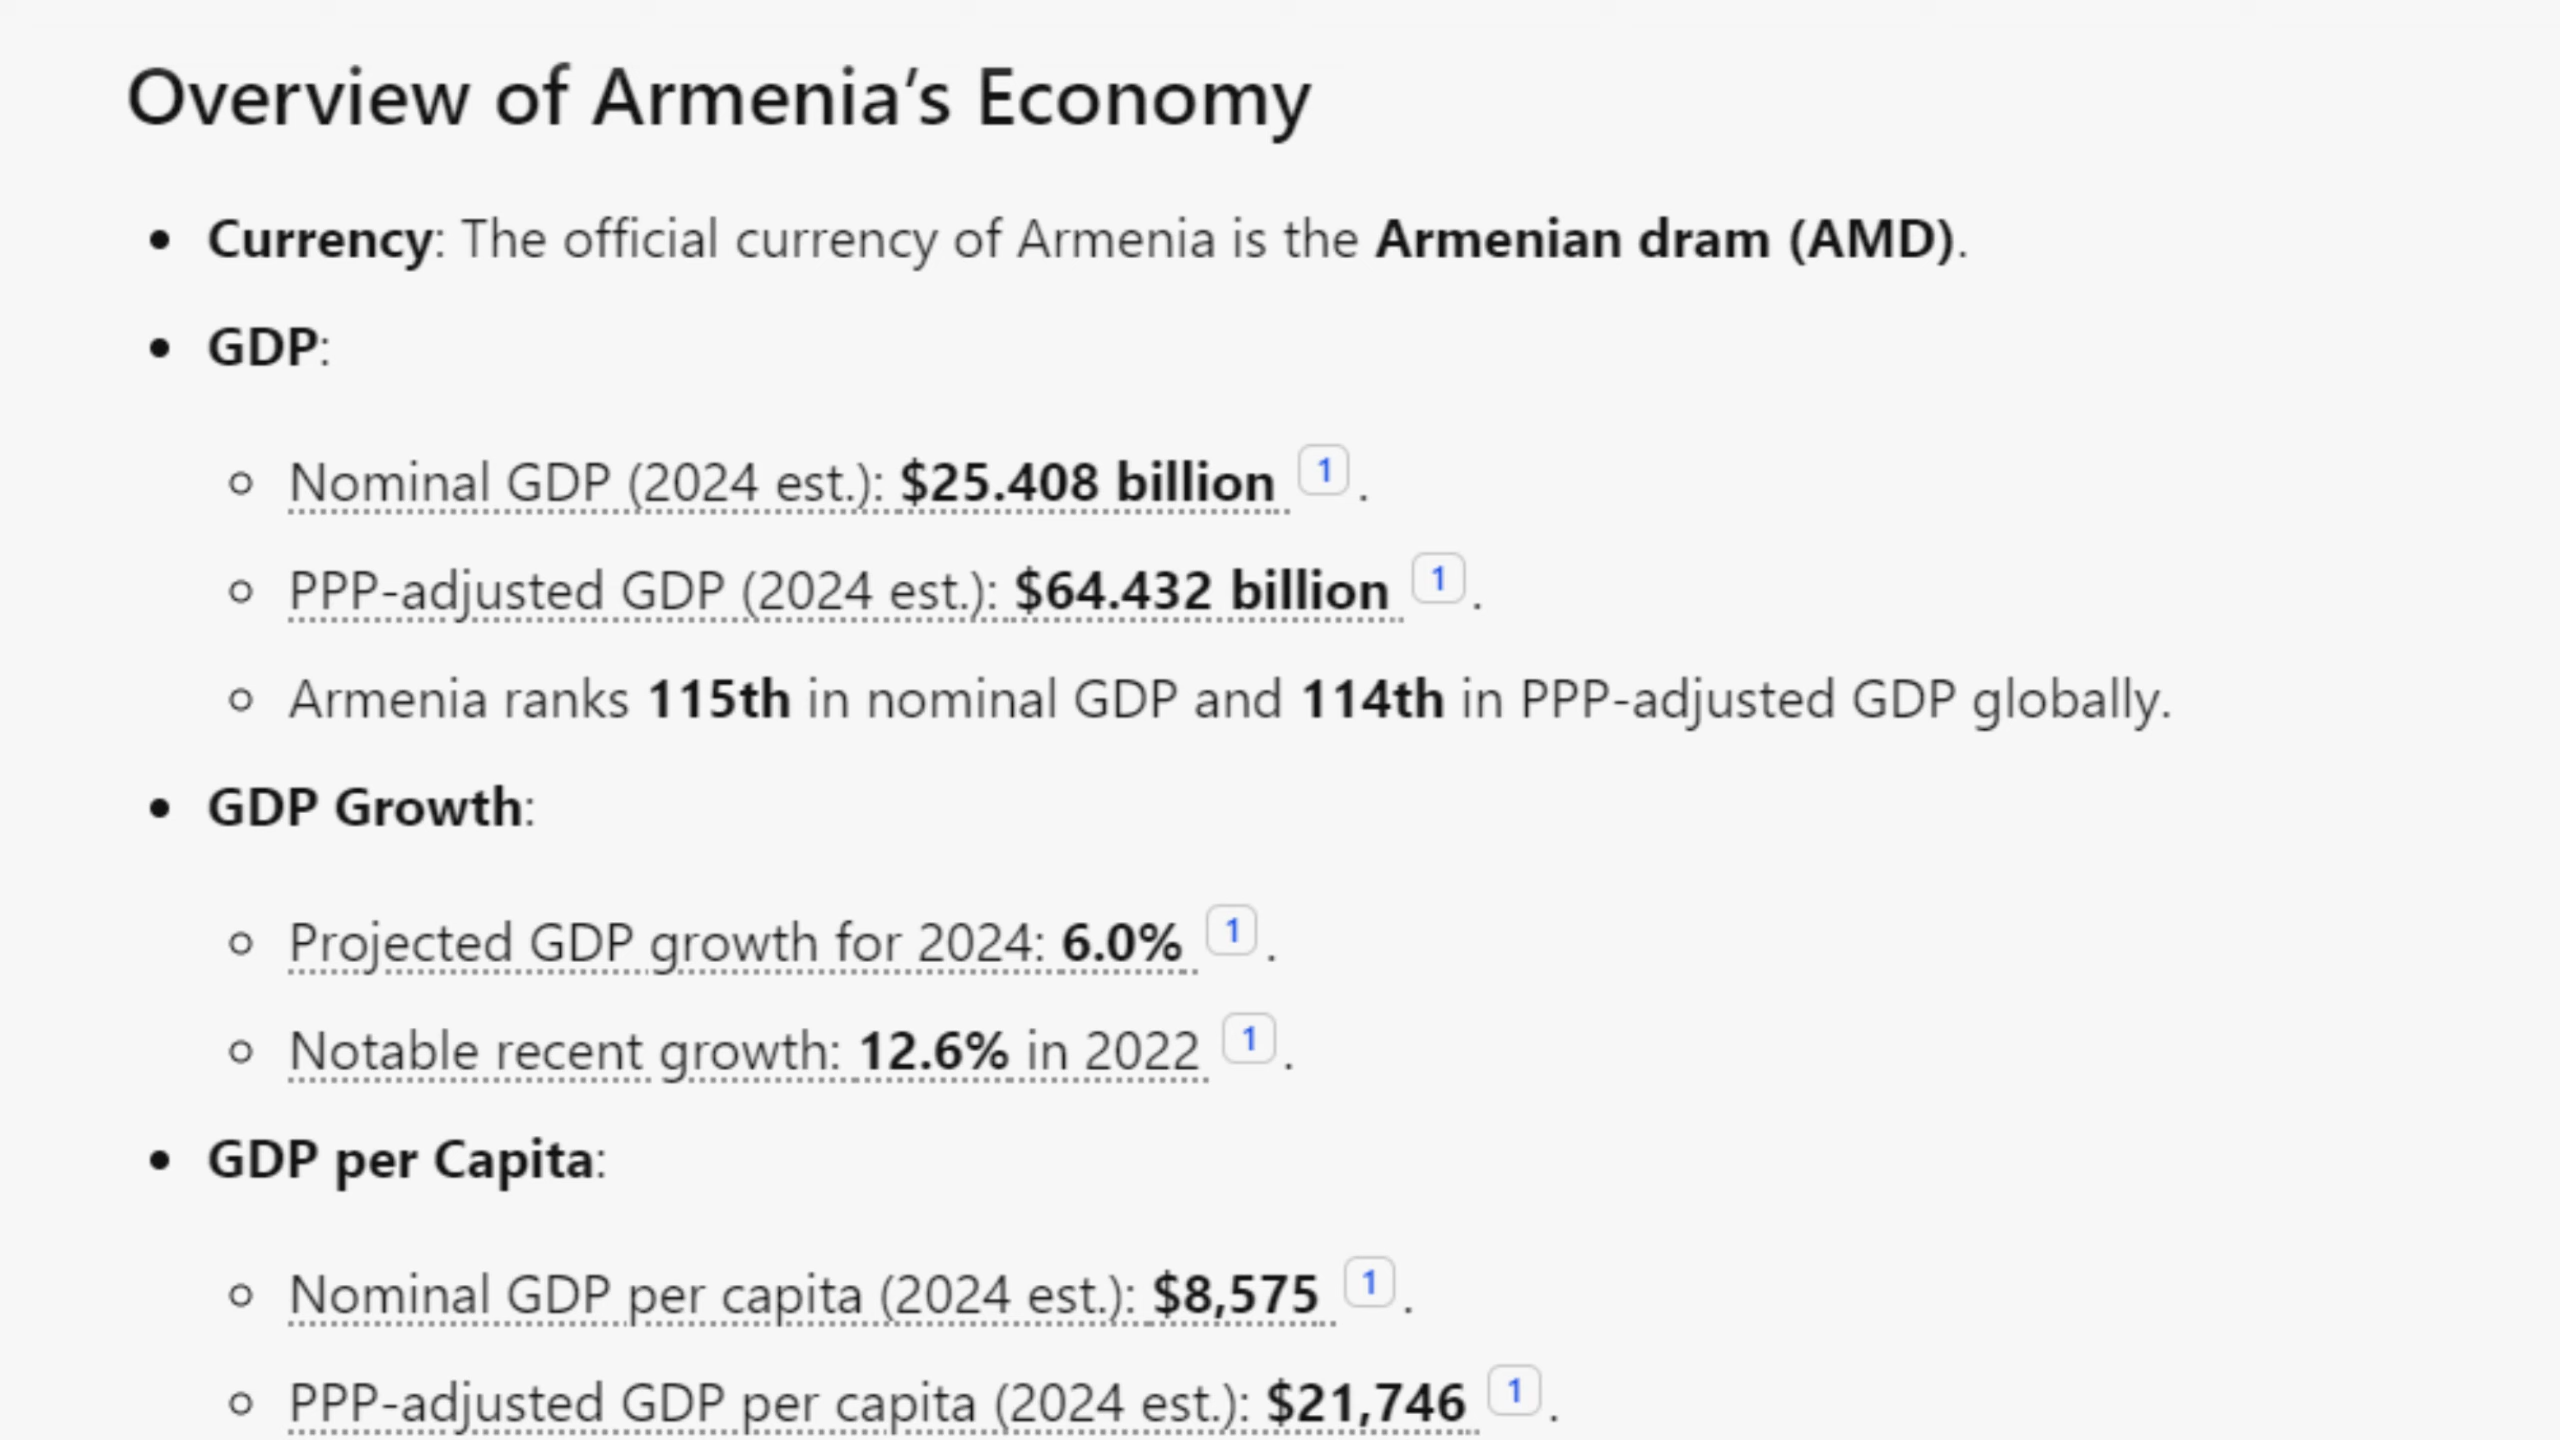 Overview of Armenia’s Economy
• Currency: The official currency of Armenia is the Armenian dram (AMD).
• GDP:
○ Nominal GDP (2024 est.): $25.408 billion 1 .
○ PPP-adjusted GDP (2024 est.): $64.432 billion 1 .
○ Armenia ranks 115th in nominal GDP and 114th in PPP-adjusted GDP globally.
• GDP Growth:
○ Projected GDP growth for 2024: 6.0% 1 .
○ Notable recent growth: 12.6% in 2022 1 .
• GDP per Capita:
○ Nominal GDP per capita (2024 est.): $8,575 1 .
○ PPP-adjusted GDP per capita (2024 est.): $21,746 1 .